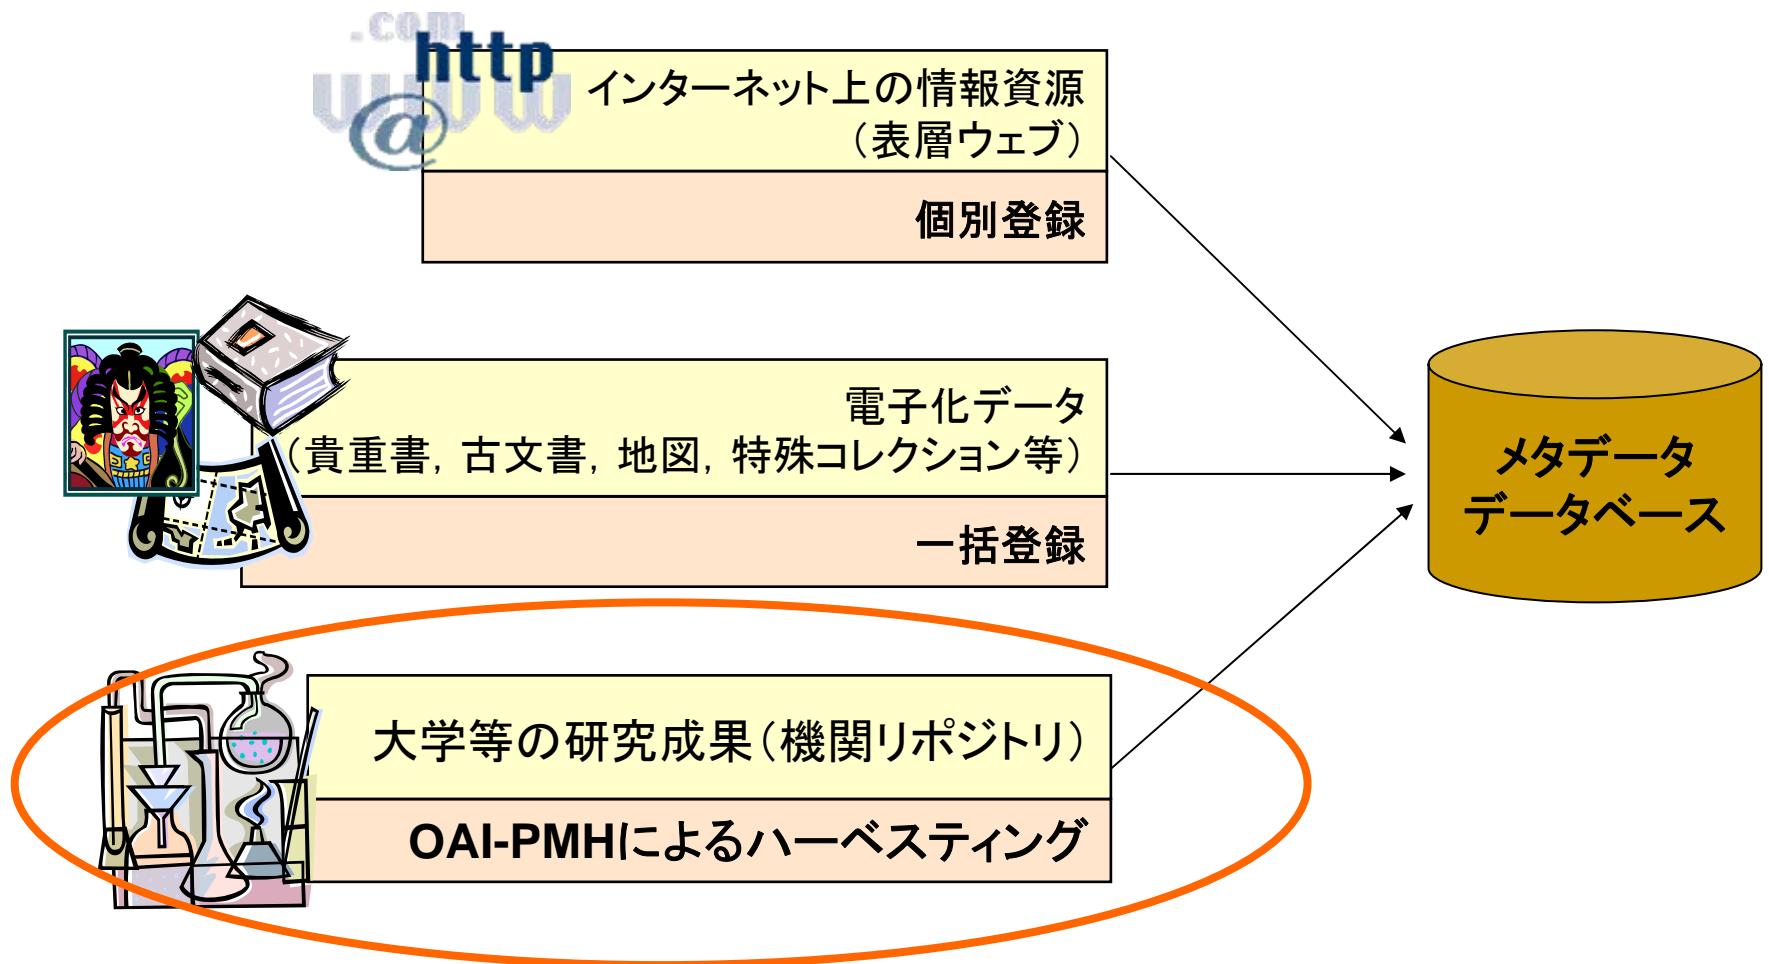 .com
http
www
@
インターネット上の情報資源
（表層ウェブ）
個別登録
電子化データ
（貴重書，古文書，地図，特殊コレクション等）
一括登録
大学等の研究成果（機関リポジトリ）
OAI-PMHによるハーベスティング
メタデータ
データベース